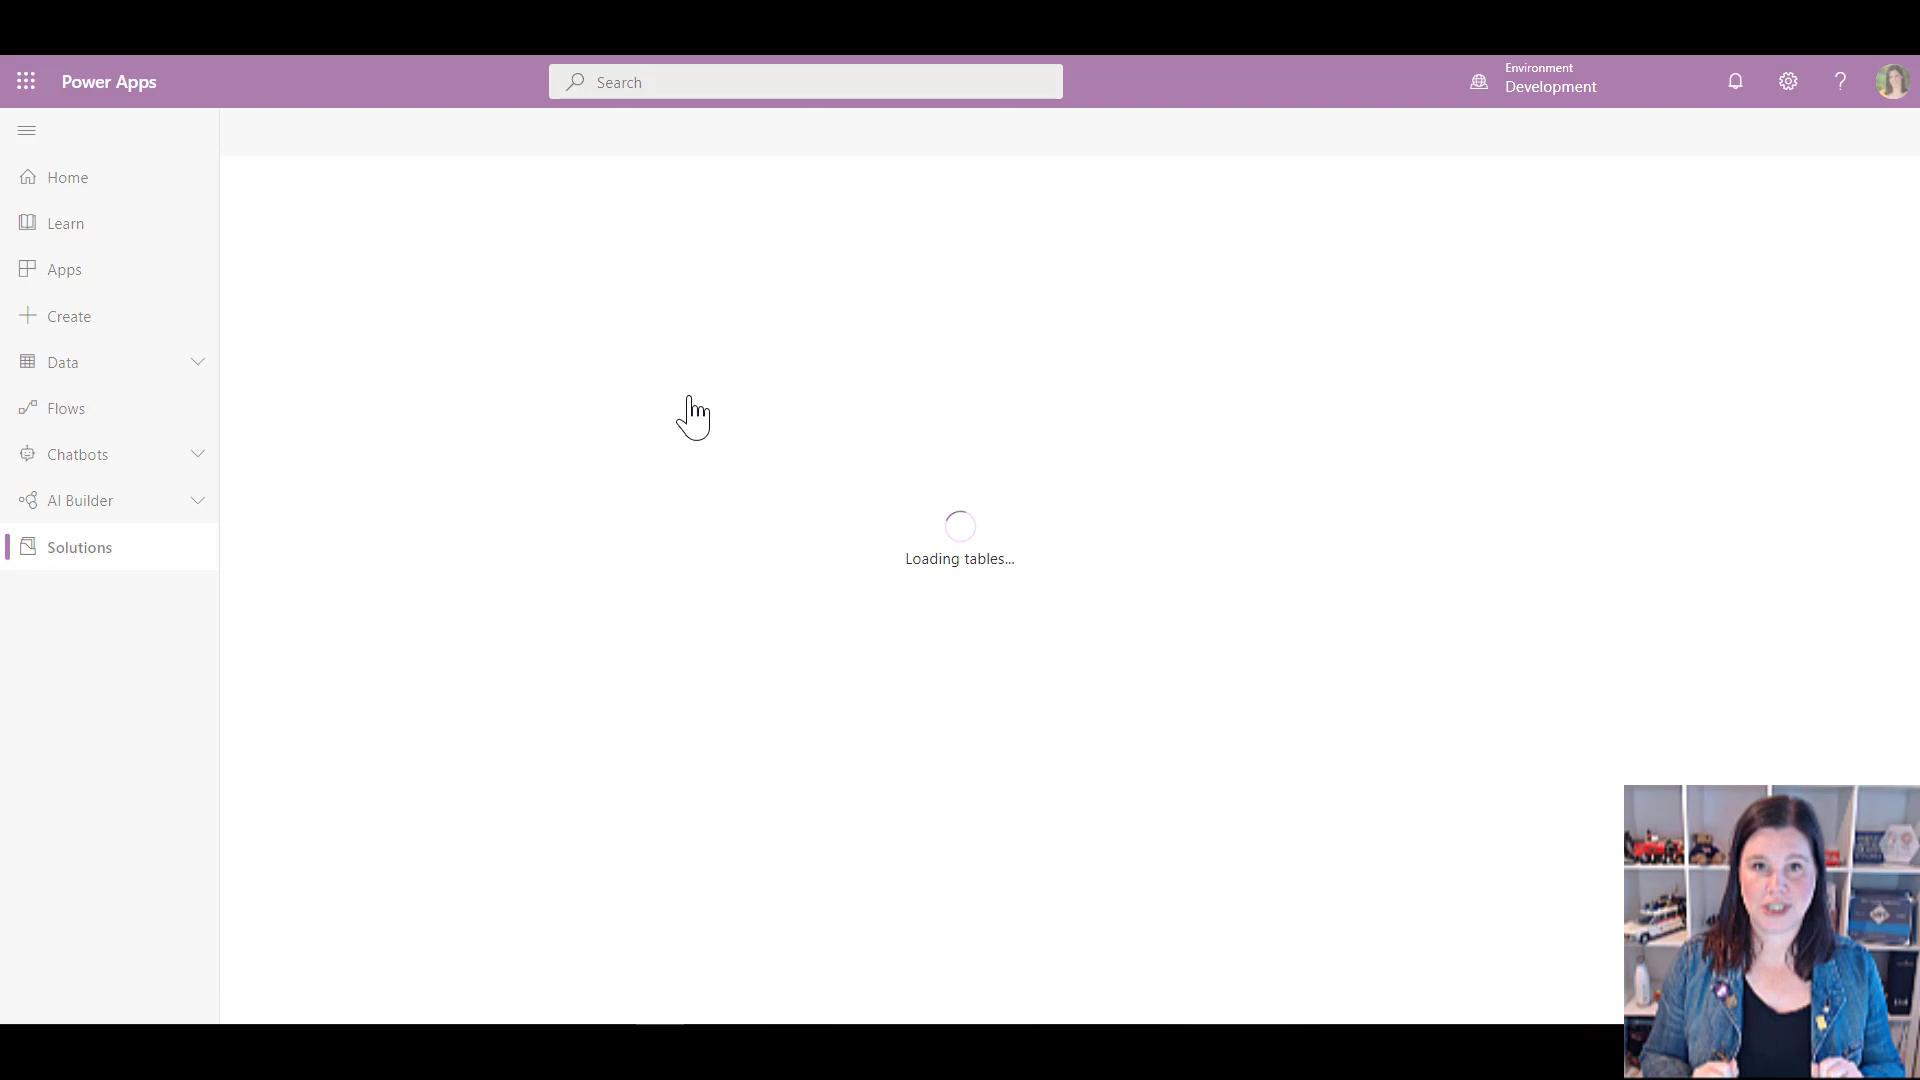 Power Apps
Search
Environment
Development
Home
Learn
Apps
Create
Data
Flows
Chatbots
AI Builder
Solutions
Loading tables...